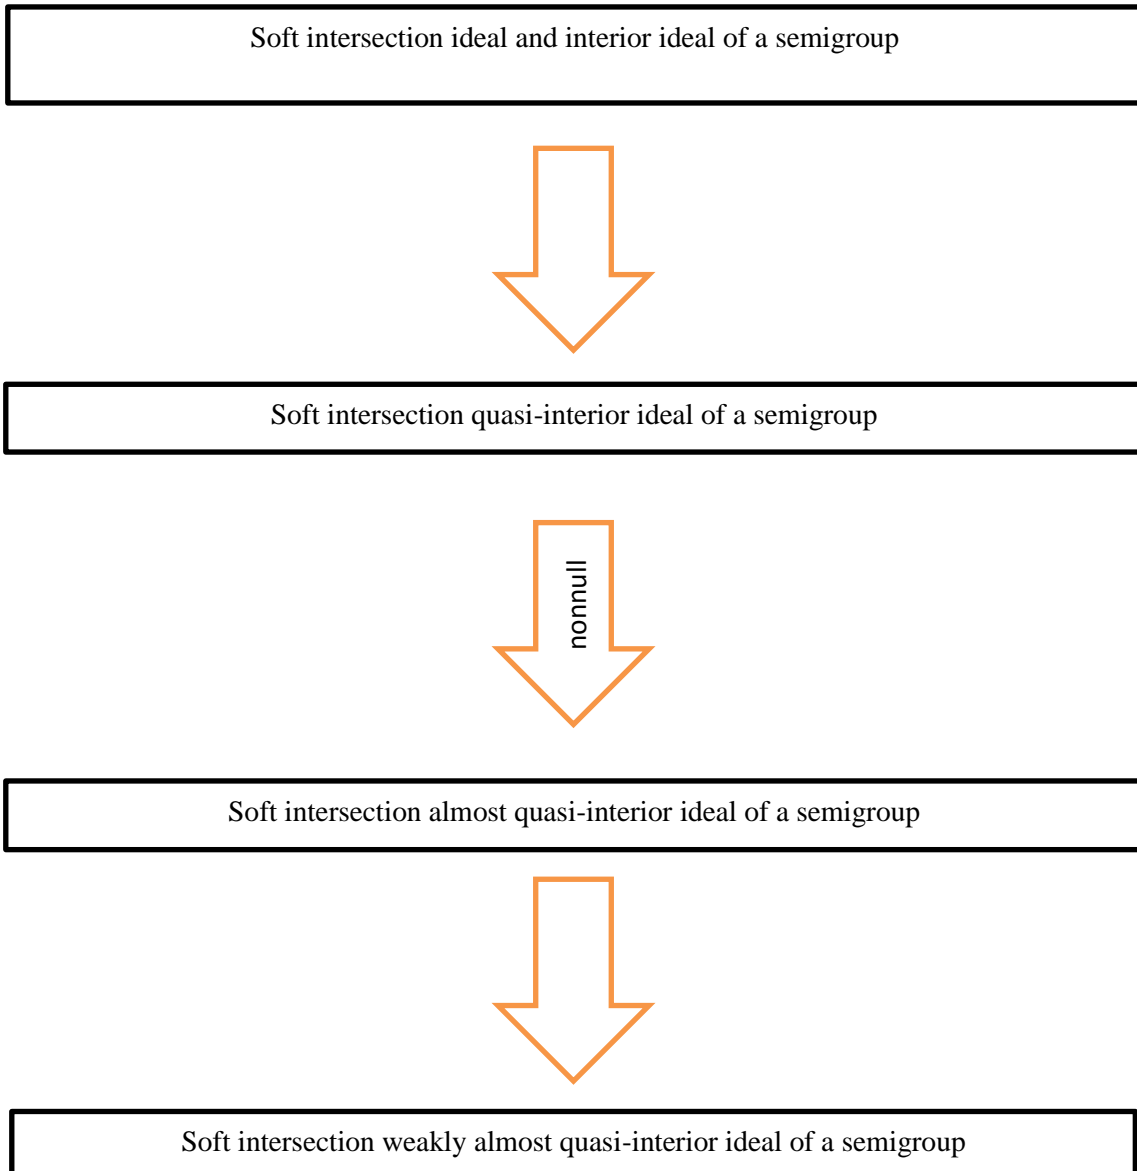 Soft intersection ideal and interior ideal of a semigroup
Soft intersection quasi-interior ideal of a semigroup
nonnull
Soft intersection almost quasi-interior ideal of a semigroup
Soft intersection weakly almost quasi-interior ideal of a semigroup